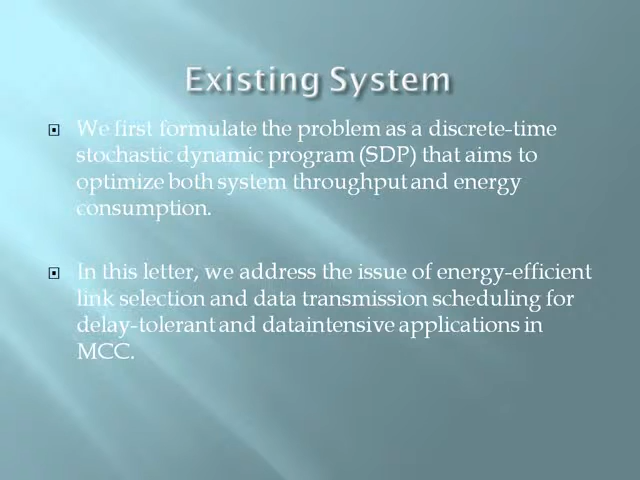 Existing System
We first formulate the problem as a discrete-time
stochastic dynamic program (SDP) that aims to
optimize both system throughput and energy
consumption.
In this letter, we address the issue of energy-efficient
link selection and data transmission scheduling for
delay-tolerant and dataintensive applications in
MCC.